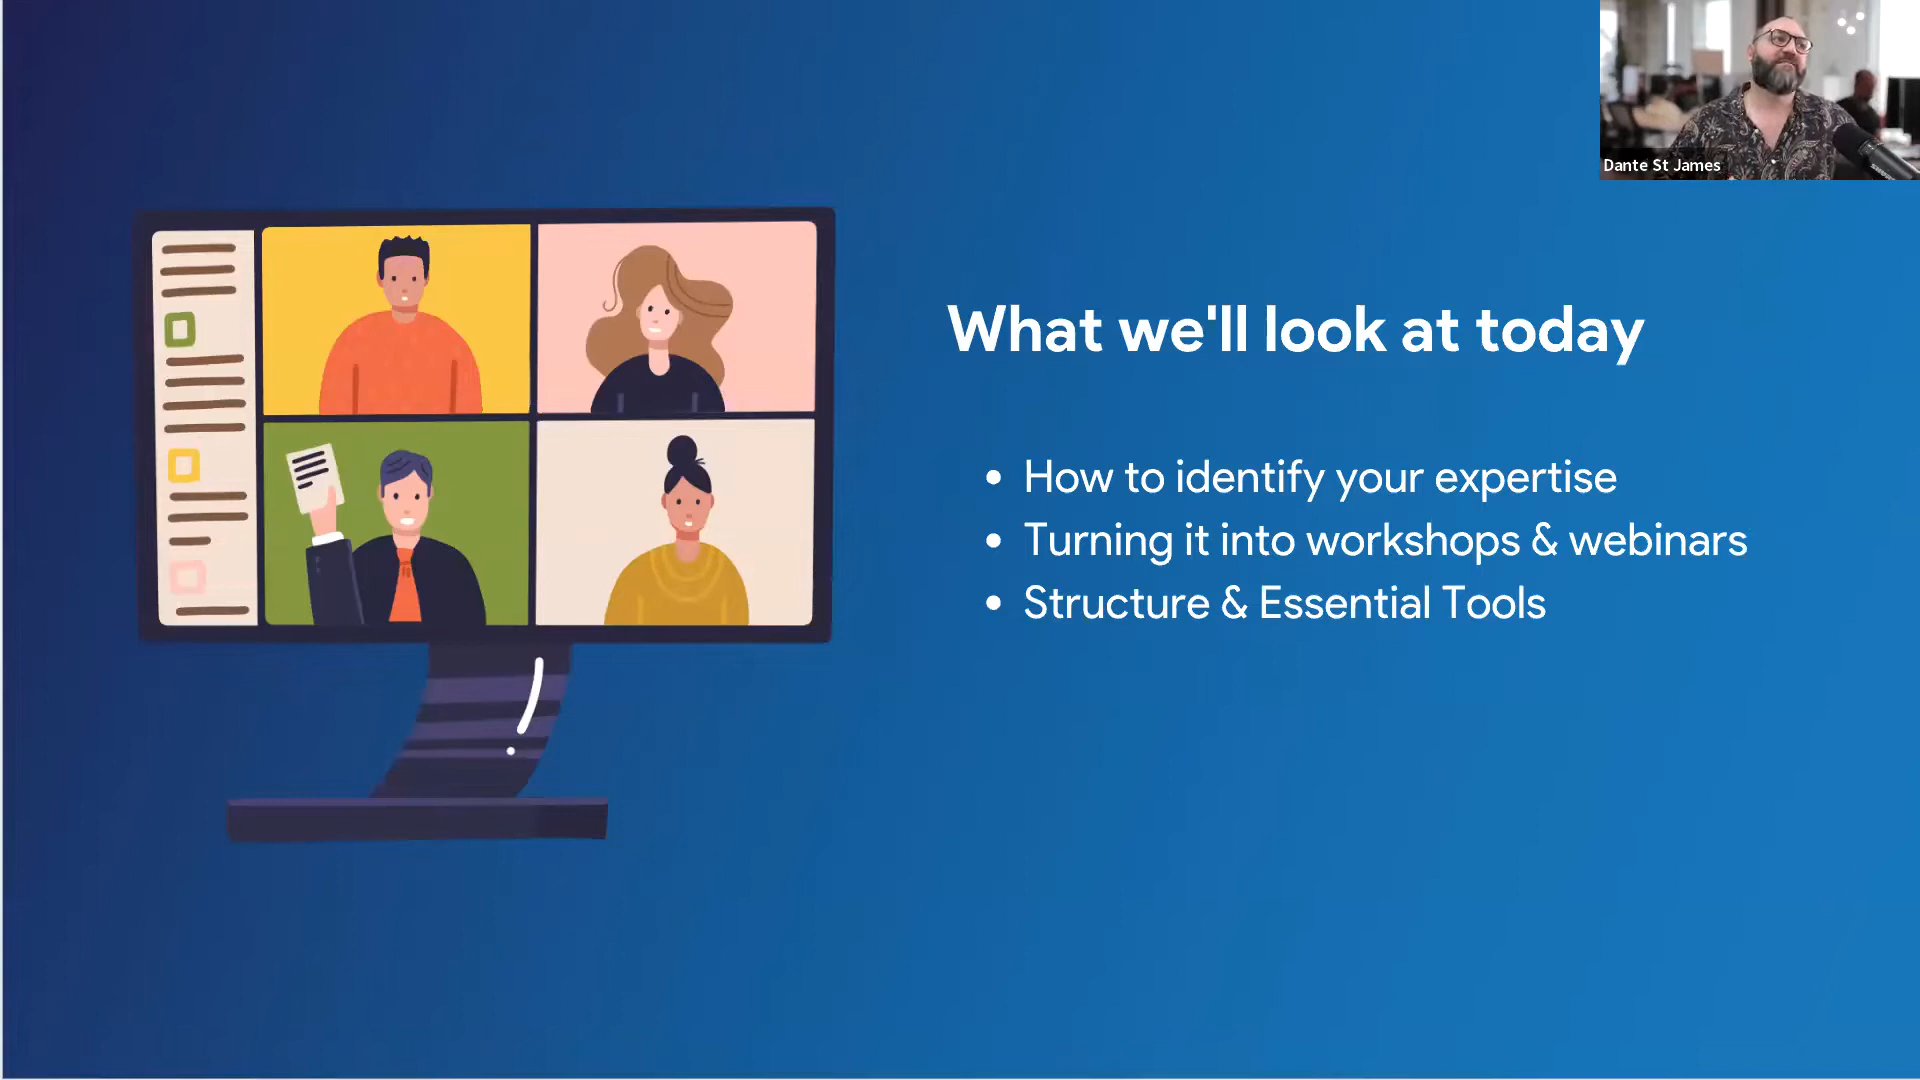 Dante St James
What we'll look at today
• How to identify your expertise
• Turning it into workshops & webinars
• Structure & Essential Tools